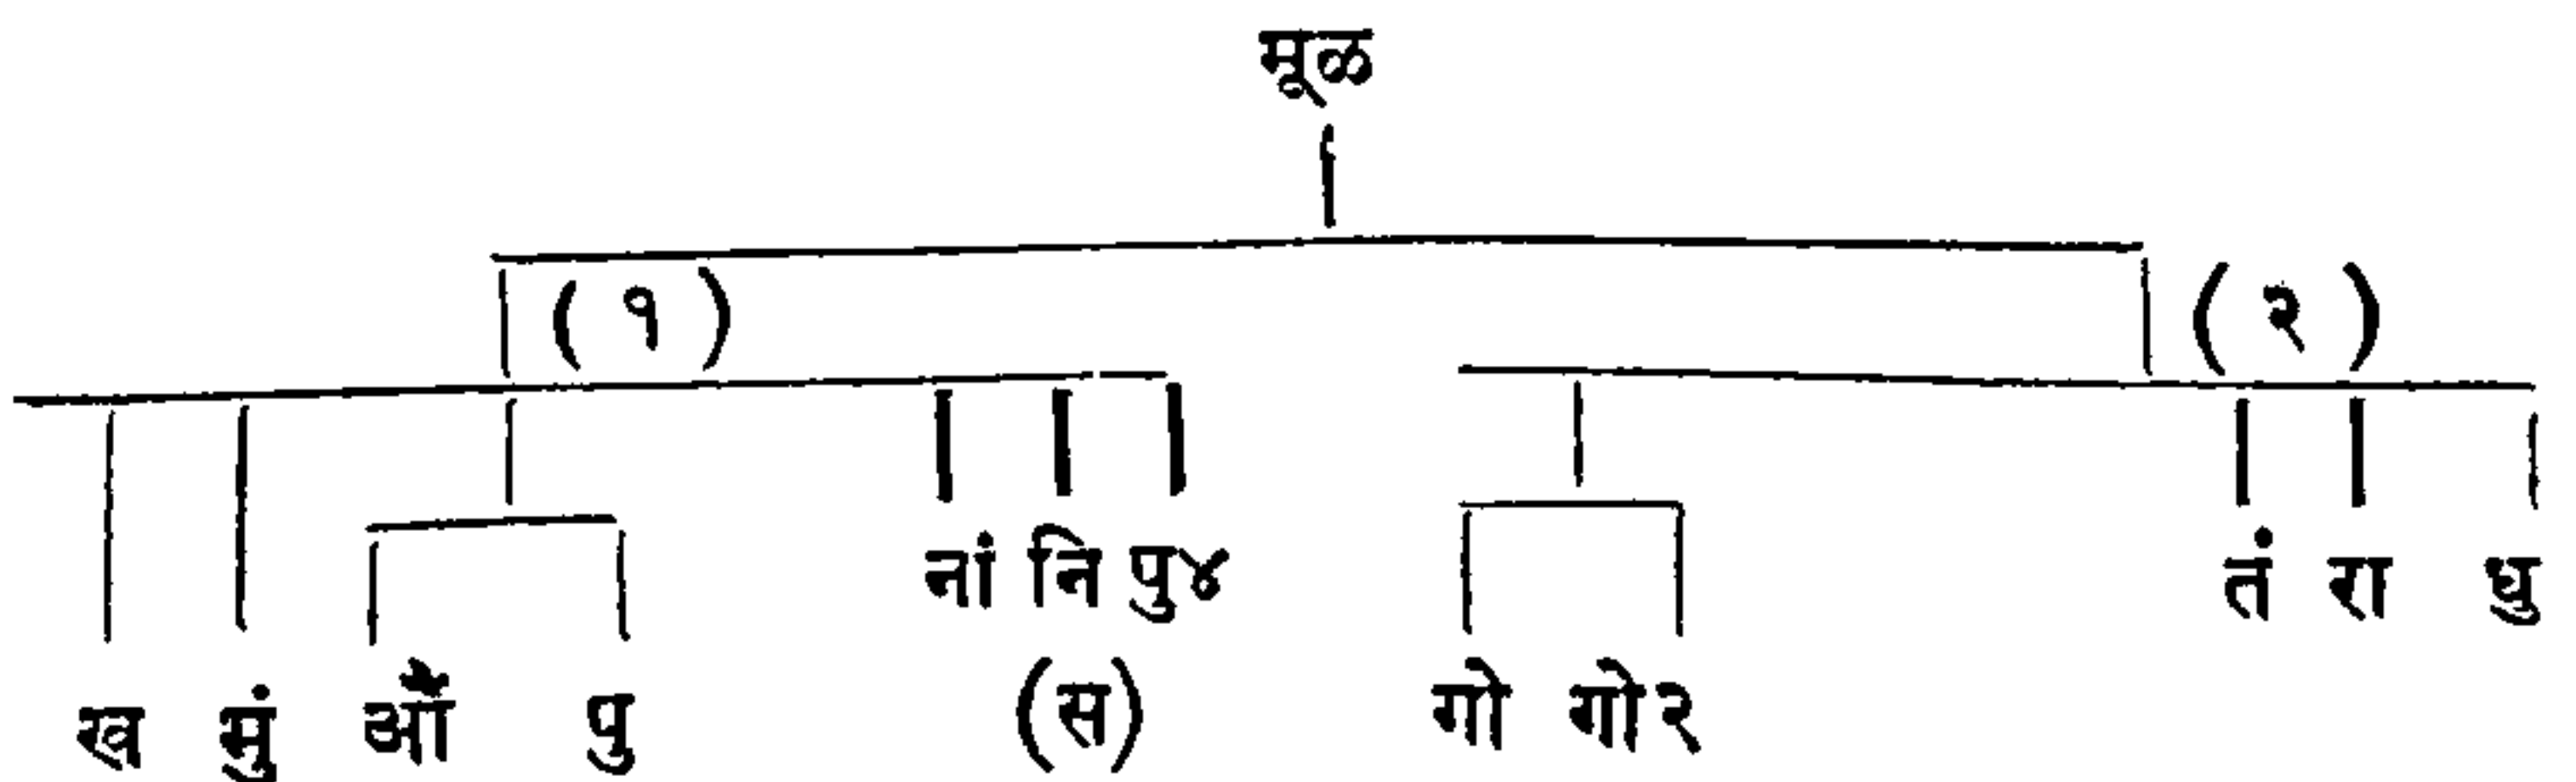 मूळ
( १ ) ( २ )
नां नि पु४ तं रा धु
ख मुं ऑं पु (स) गो गो२